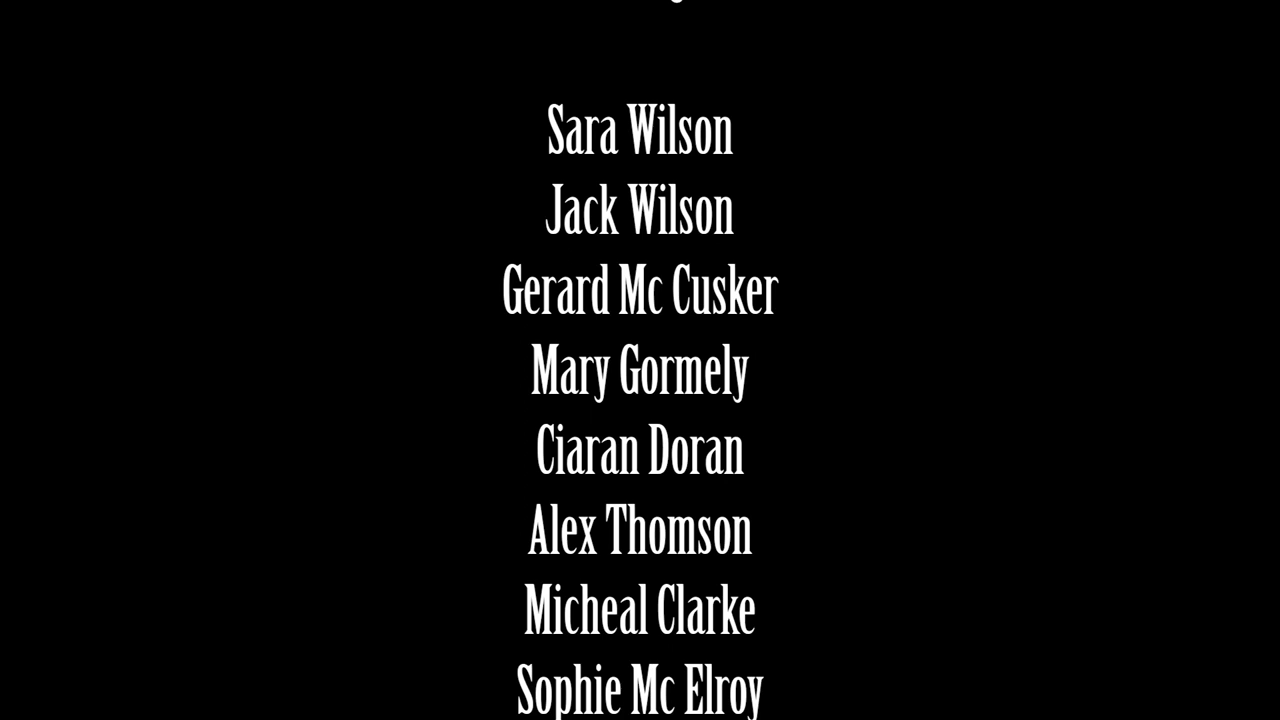 Sara Wilson
Jack Wilson
Gerard Mc Cusker
Mary Gormely
Ciaran Doran
Alex Thomson
Micheal Clarke
Sophie Mc Elroy